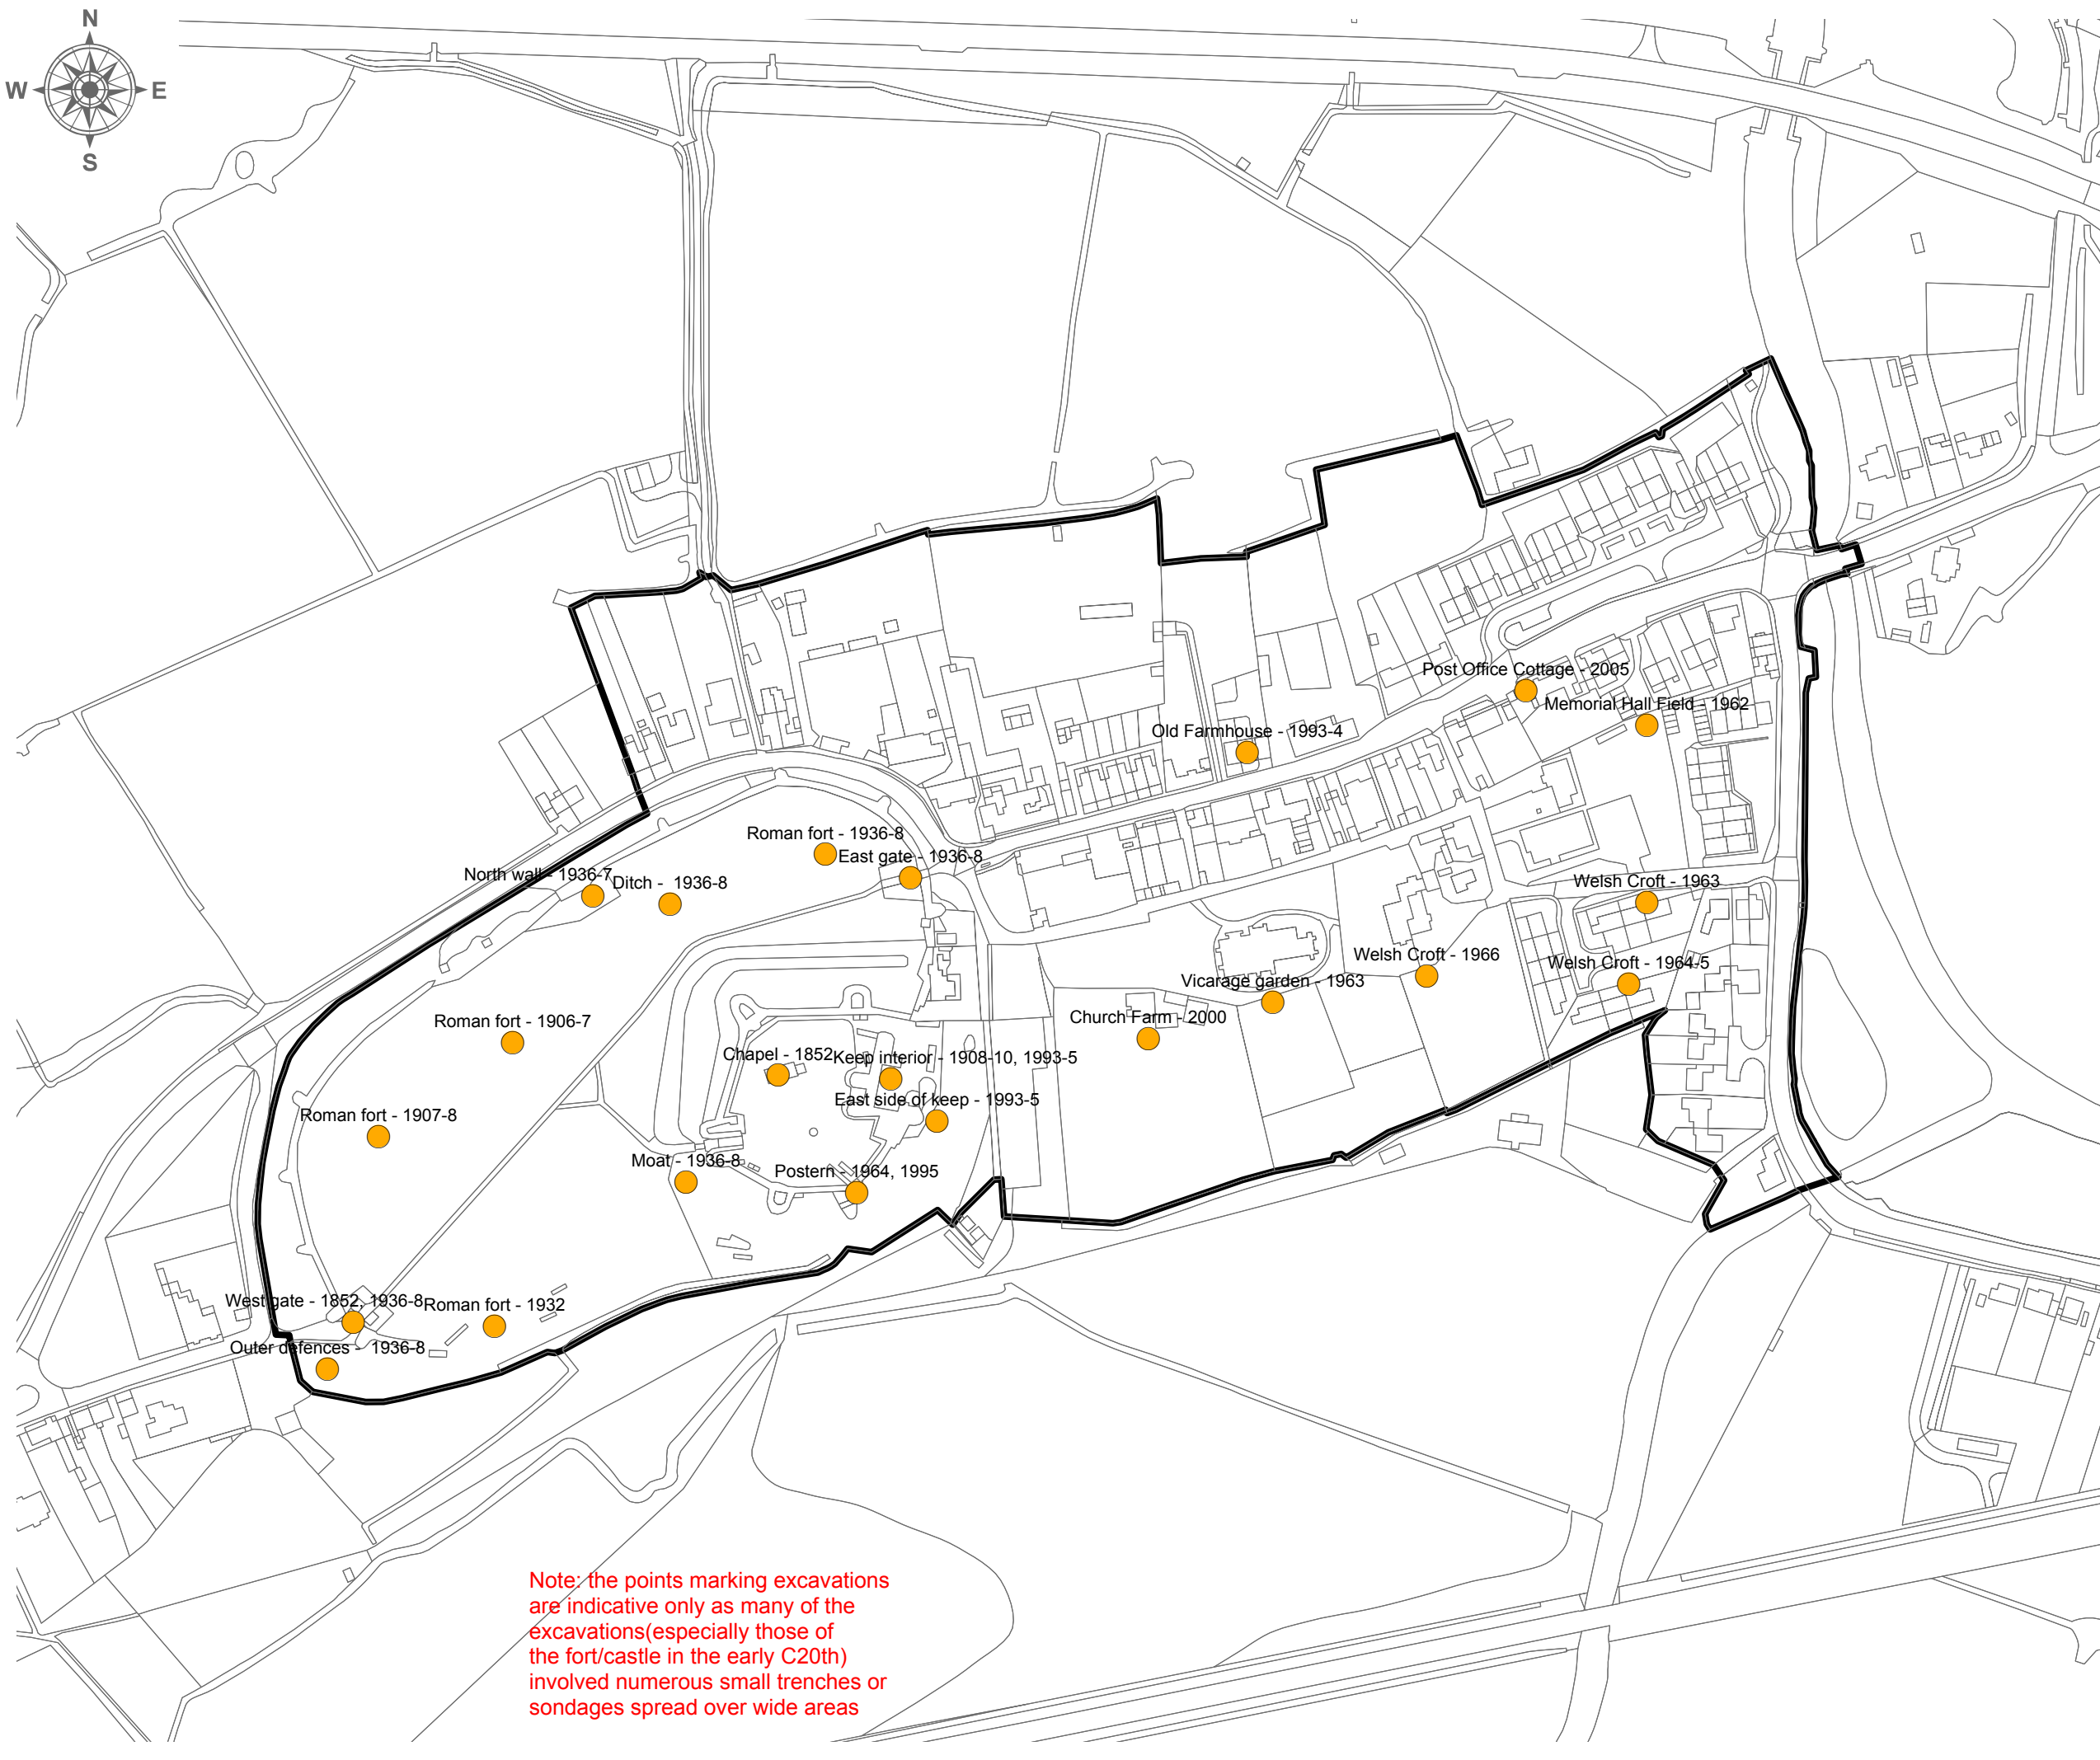 N
W E
S
Post Office Cottage - 2005
Memorial Hall Field - 1962
Old Farmhouse - 1993-4
Roman fort - 1936-8
East gate - 1936-8
North wall - 1936-7
Ditch - 1936-8
Welsh Croft - 1963
Welsh Croft - 1966
Welsh Croft - 1964-5
Vicarage garden - 1963
Church Farm - 2000
Roman fort - 1906-7
Chapel - 1852
Keep interior - 1908-10, 1993-5
East side of keep - 1993-5
Roman fort - 1907-8
Moat - 1936-8
Postern - 1964, 1995
West gate - 1852, 1936-8
Roman fort - 1932
Outer defences - 1936-8
Note: the points marking excavations
are indicative only as many of the
excavations(especially those of
the fort/castle in the early C20th)
involved numerous small trenches or
sondages spread over wide areas